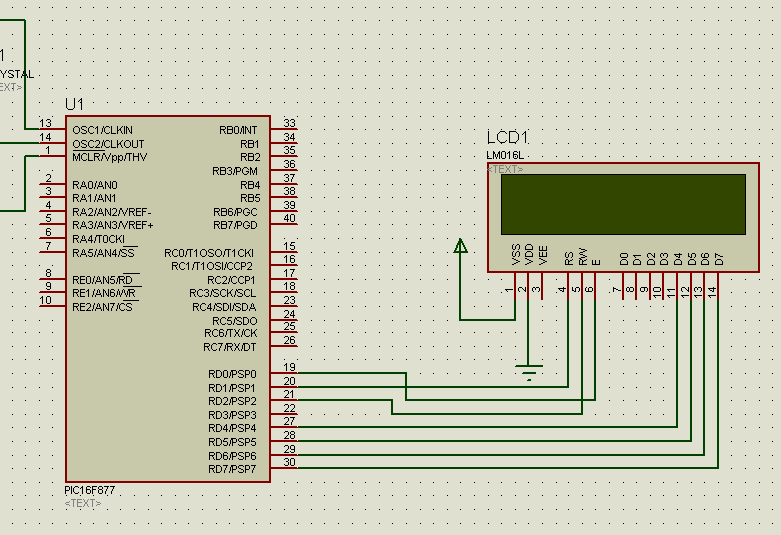 1
YSTAL
EXT>
U1
13 OSC1/CLKIN
14 OSC2/CLKOUT
1 MCLR/Vpp/THV
2 RA0/AN0
3 RA1/AN1
4 RA2/AN2/VREF-
5 RA3/AN3/VREF+
6 RA4/T0CKI
7 RA5/AN4/SS
8 RE0/AN5/RD
9 RE1/AN6/WR
10 RE2/AN7/CS
RB0/INT 33
RB1 34
RB2 35
RB3/PGM 36
RB4 37
RB5 38
RB6/PGC 39
RB7/PGD 40
RC0/T1OSO/T1CKI 15
RC1/T1OSI/CCP2 16
RC2/CCP1 17
RC3/SCK/SCL 18
RC4/SDI/SDA 23
RC5/SDO 24
RC6/TX/CK 25
RC7/RX/DT 26
RD0/PSP0 19
RD1/PSP1 20
RD2/PSP2 21
RD3/PSP3 22
RD4/PSP4 27
RD5/PSP5 28
RD6/PSP6 29
RD7/PSP7 30
PIC16F877
<TEXT>
LCD1
LM016L
<TEXT>
VSS VDD VEE RS RW E D0 D1 D2 D3 D4 D5 D6 D7
1 2 3 4 5 6 7 8 9 10 11 12 13 14